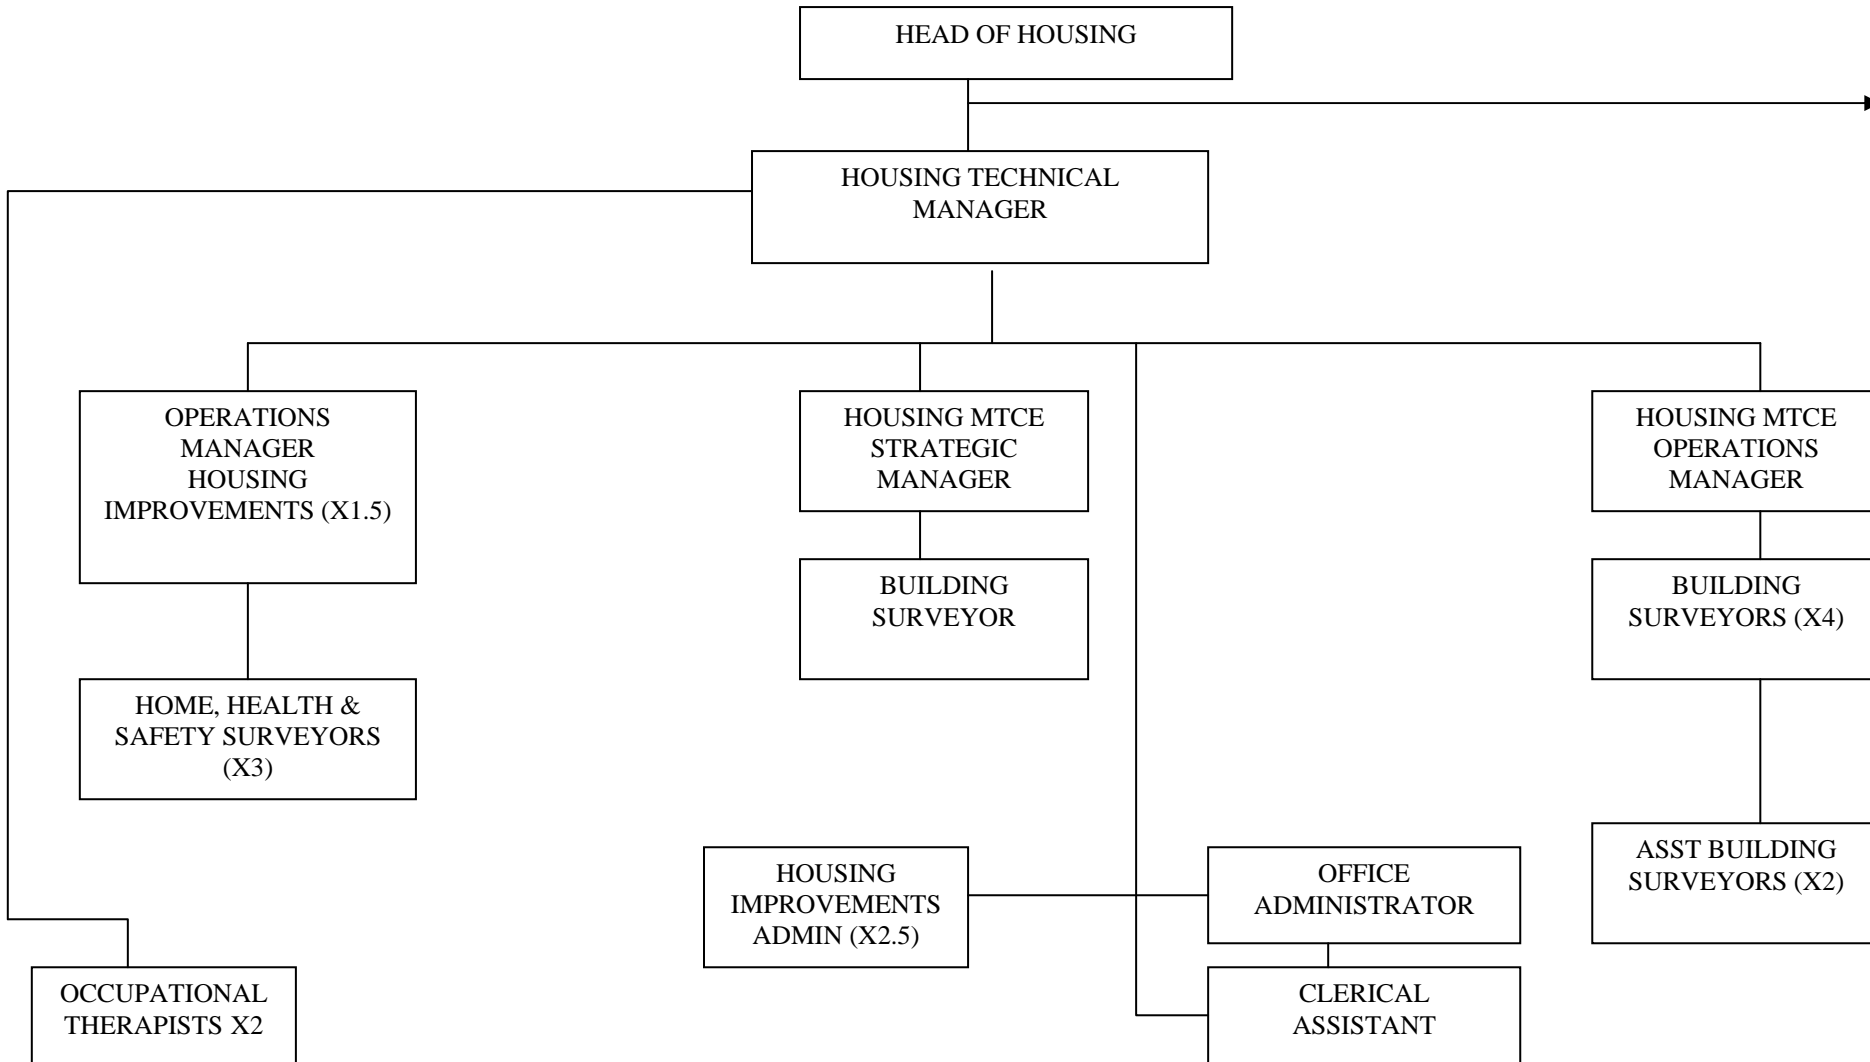 HEAD OF HOUSING
HOUSING TECHNICAL
MANAGER
OPERATIONS
MANAGER
HOUSING
IMPROVEMENTS (X1.5)
HOUSING MTCE
STRATEGIC
MANAGER
HOUSING MTCE
OPERATIONS
MANAGER
BUILDING
SURVEYOR
BUILDING
SURVEYORS (X4)
HOME, HEALTH &
SAFETY SURVEYORS
(X3)
HOUSING
IMPROVEMENTS
ADMIN (X2.5)
OFFICE
ADMINISTRATOR
ASST BUILDING
SURVEYORS (X2)
OCCUPATIONAL
THERAPISTS X2
CLERICAL
ASSISTANT